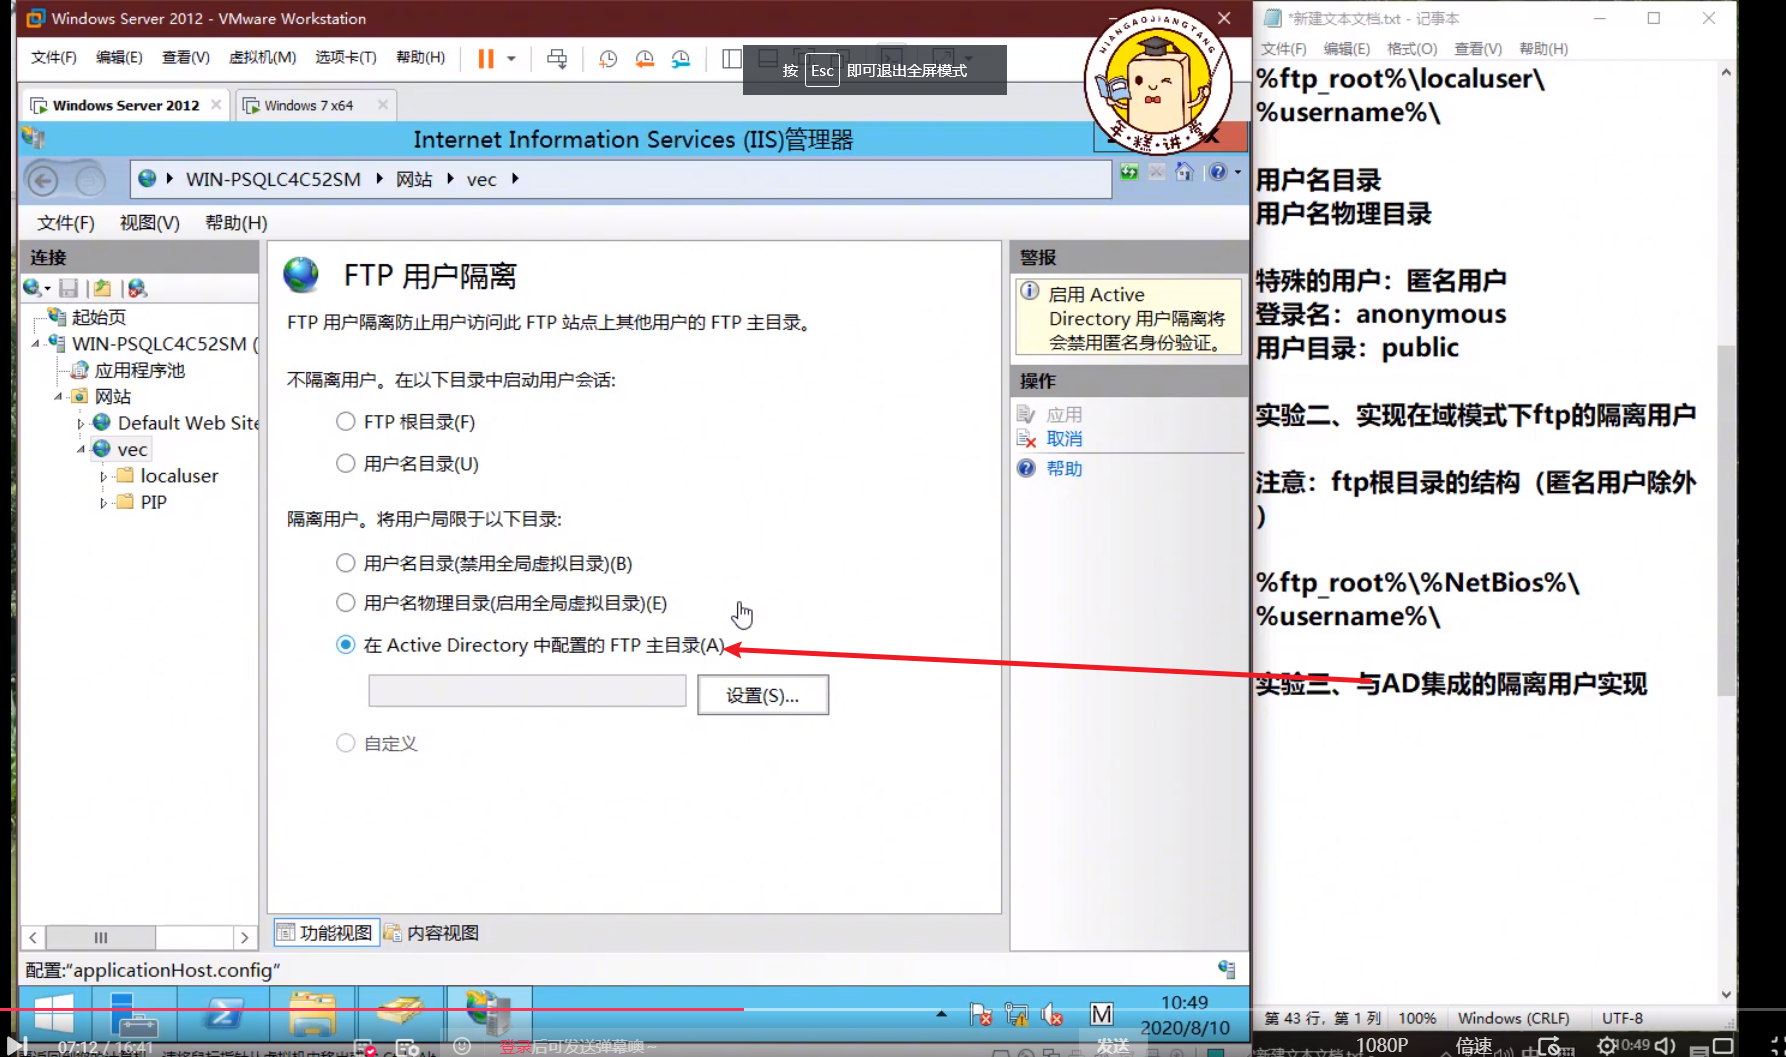 Windows Server 2012 - VMware Workstation
文件(F) 编辑(E) 查看(V) 虚拟机(M) 选项卡(T) 帮助(H)
按 Esc 即可退出全屏模式
Windows Server 2012
Windows 7 x64
NIANGAOJIANGTANG
年·糕·讲·堂
Internet Information Services (IIS)管理器
WIN-PSQLC4C52SM 网站 vec
文件(F) 视图(V) 帮助(H)
连接
起始页
WIN-PSQLC4C52SM (
应用程序池
网站
Default Web Site
vec
localuser
PIP
FTP 用户隔离
FTP 用户隔离防止用户访问此 FTP 站点上其他用户的 FTP 主目录。
不隔离用户。在以下目录中启动用户会话:
FTP 根目录(F)
用户名目录(U)
隔离用户。将用户局限于以下目录:
用户名目录(禁用全局虚拟目录)(B)
用户名物理目录(启用全局虚拟目录)(E)
在 Active Directory 中配置的 FTP 主目录(A)
设置(S)...
自定义
功能视图
内容视图
警报
启用 Active
Directory 用户隔离将
会禁用匿名身份验证。
操作
应用
取消
帮助
配置:"applicationHost.config"
M
10:49
2020/8/10
*新建文本文档.txt - 记事本
文件(F) 编辑(E) 格式(O) 查看(V) 帮助(H)
%ftp_root%\localuser\
%username%\
用户名目录
用户名物理目录
特殊的用户：匿名用户
登录名：anonymous
用户目录：public
实验二、实现在域模式下ftp的隔离用户
注意：ftp根目录的结构（匿名用户除外
）
%ftp_root%\%NetBios%\
%username%\
实验三、与AD集成的隔离用户实现
第 43 行，第 1 列 100% Windows (CRLF) UTF-8
07:12 / 16:41
登录后可发送弹幕噢~
发送
1080P
倍速
10:49